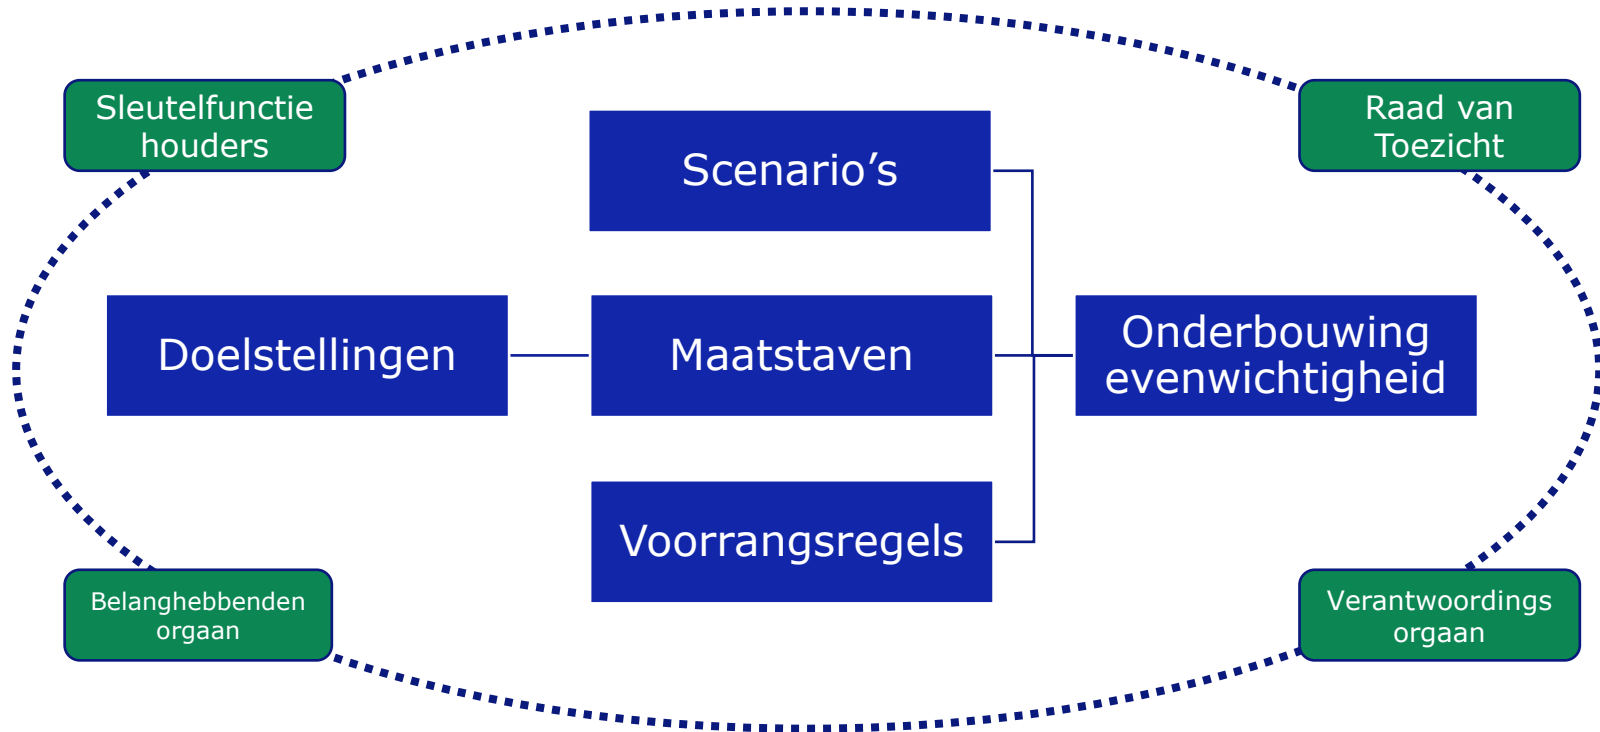 Sleutelfunctie
houders
Raad van
Toezicht
Scenario’s
Doelstellingen
Maatstaven
Onderbouwing
evenwichtigheid
Voorrangsregels
Belanghebbenden
orgaan
Verantwoordings
orgaan